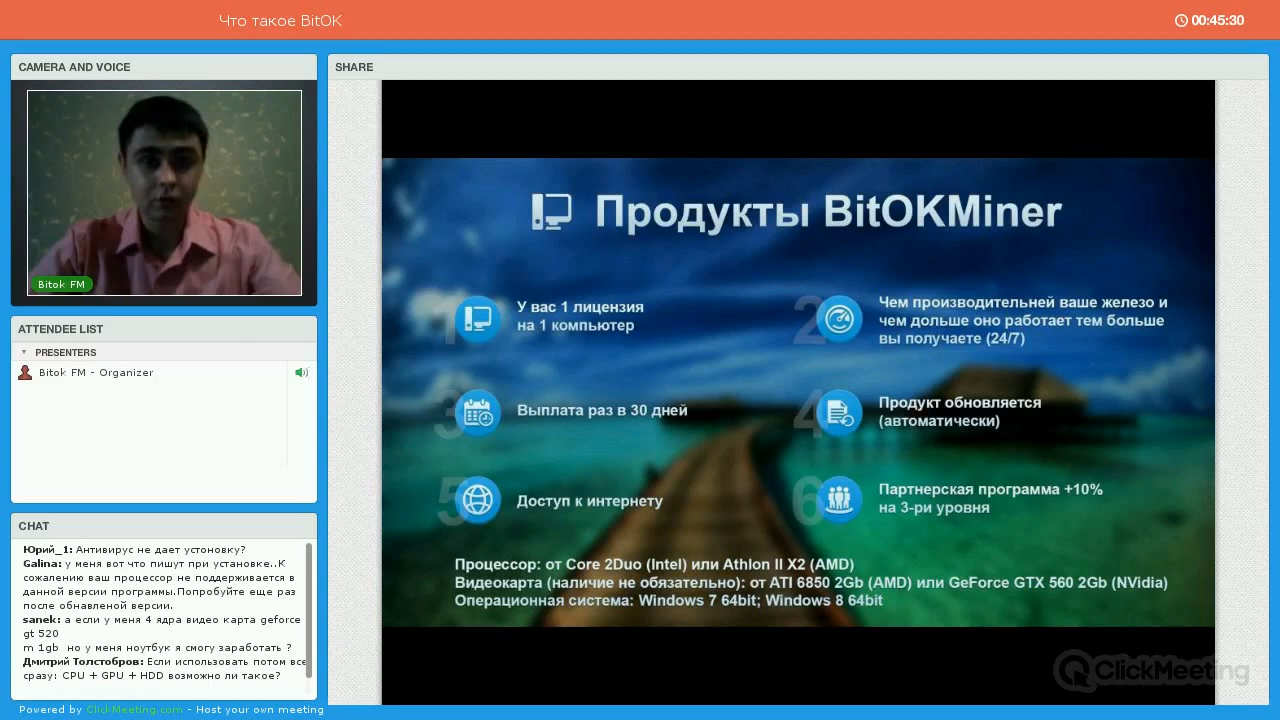 Что такое BitOK
00:45:30
CAMERA AND VOICE
Bitok FM
ATTENDEE LIST
PRESENTERS
Bitok FM - Organizer
CHAT
Юрий_1: Антивирус не дает устоновку?
Galina: у меня вот что пишут при установке..К
сожалению ваш процессор не поддерживается в
данной версии программы.Попробуйте еще раз
после обнавленой версии.
sanek: а если у меня 4 ядра видео карта geforce
gt 520
m 1gb но у меня ноутбук я смогу заработать ?
Дмитрий Толстобров: Если использовать потом все
сразу: CPU + GPU + HDD возможно ли такое?
SHARE
Продукты BitOKMiner
1
У вас 1 лицензия
на 1 компьютер
2
Чем производительней ваше железо и
чем дольше оно работает тем больше
вы получаете (24/7)
3
Выплата раз в 30 дней
4
Продукт обновляется
(автоматически)
5
Доступ к интернету
6
Партнерская программа +10%
на 3-ри уровня
Процессор: от Core 2Duo (Intel) или Athlon II X2 (AMD)
Видеокарта (наличие не обязательно): от ATI 6850 2Gb (AMD) или GeForce GTX 560 2Gb (NVidia)
Операционная система: Windows 7 64bit; Windows 8 64bit
ClickMeeting
Powered by ClickMeeting.com - Host your own meeting